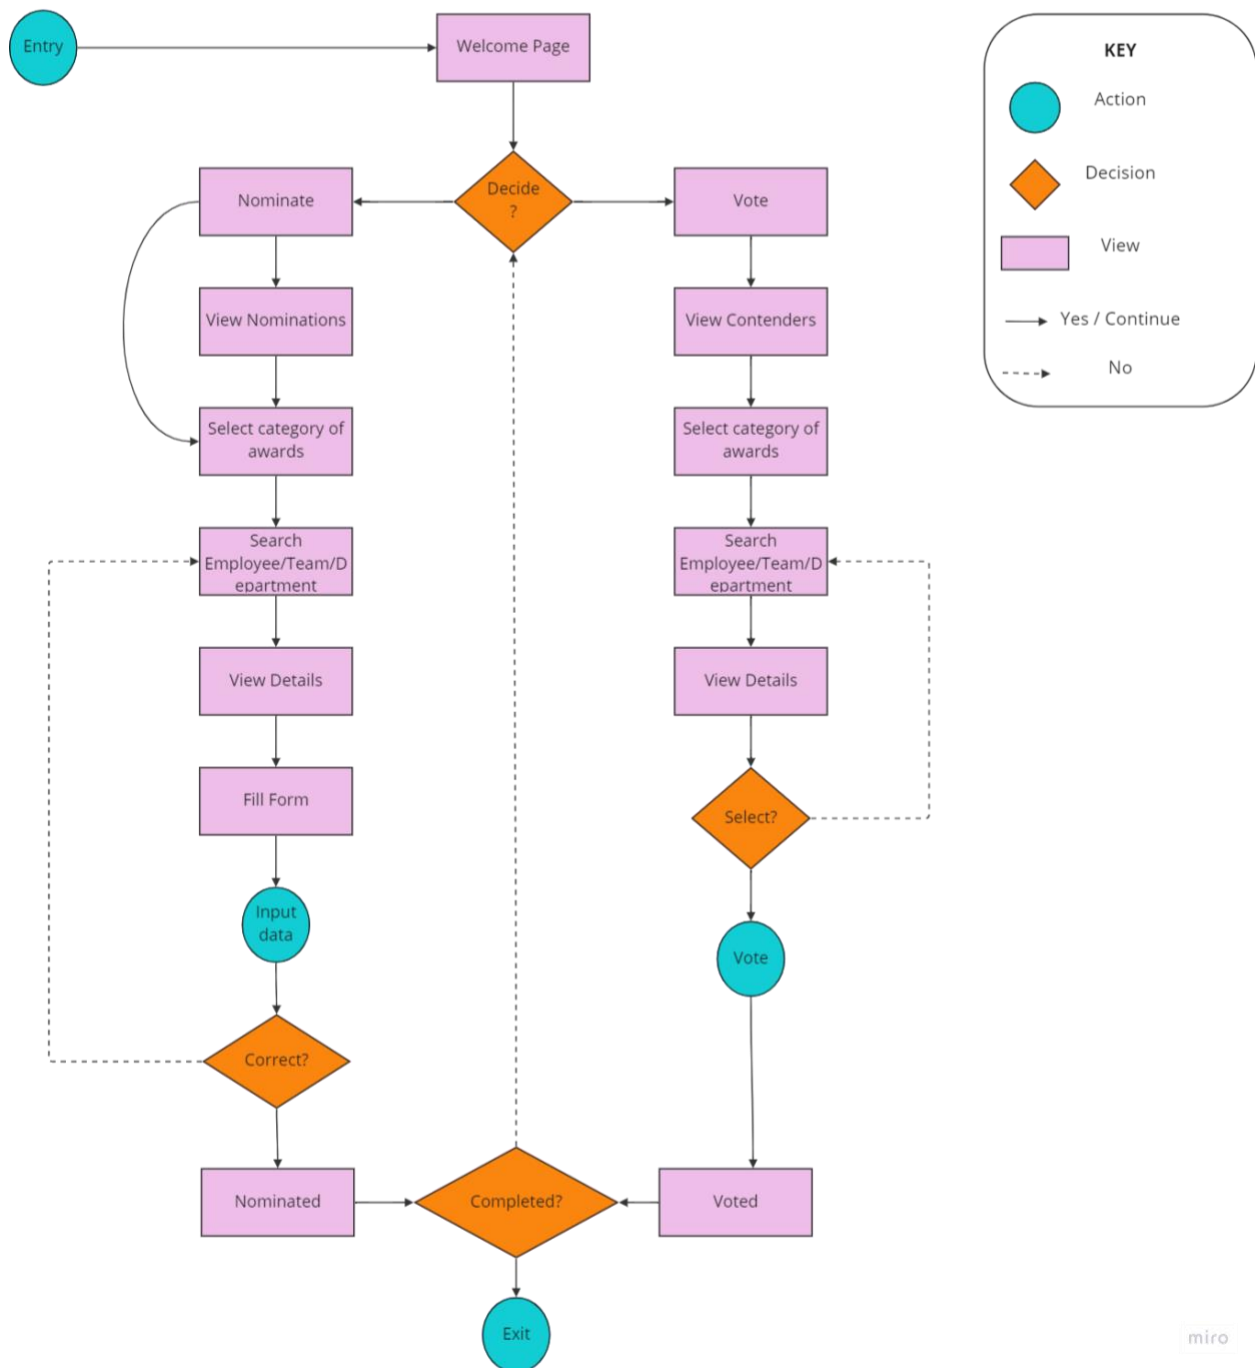 Entry
Welcome Page
KEY
Action
Decision
View
Yes / Continue
No
Decide
?
Nominate
Vote
View Nominations
View Contenders
Select category of
awards
Select category of
awards
Search
Employee/Team/D
epartment
Search
Employee/Team/D
epartment
View Details
View Details
Fill Form
Select?
Input
data
Vote
Correct?
Nominated
Completed?
Voted
Exit
miro